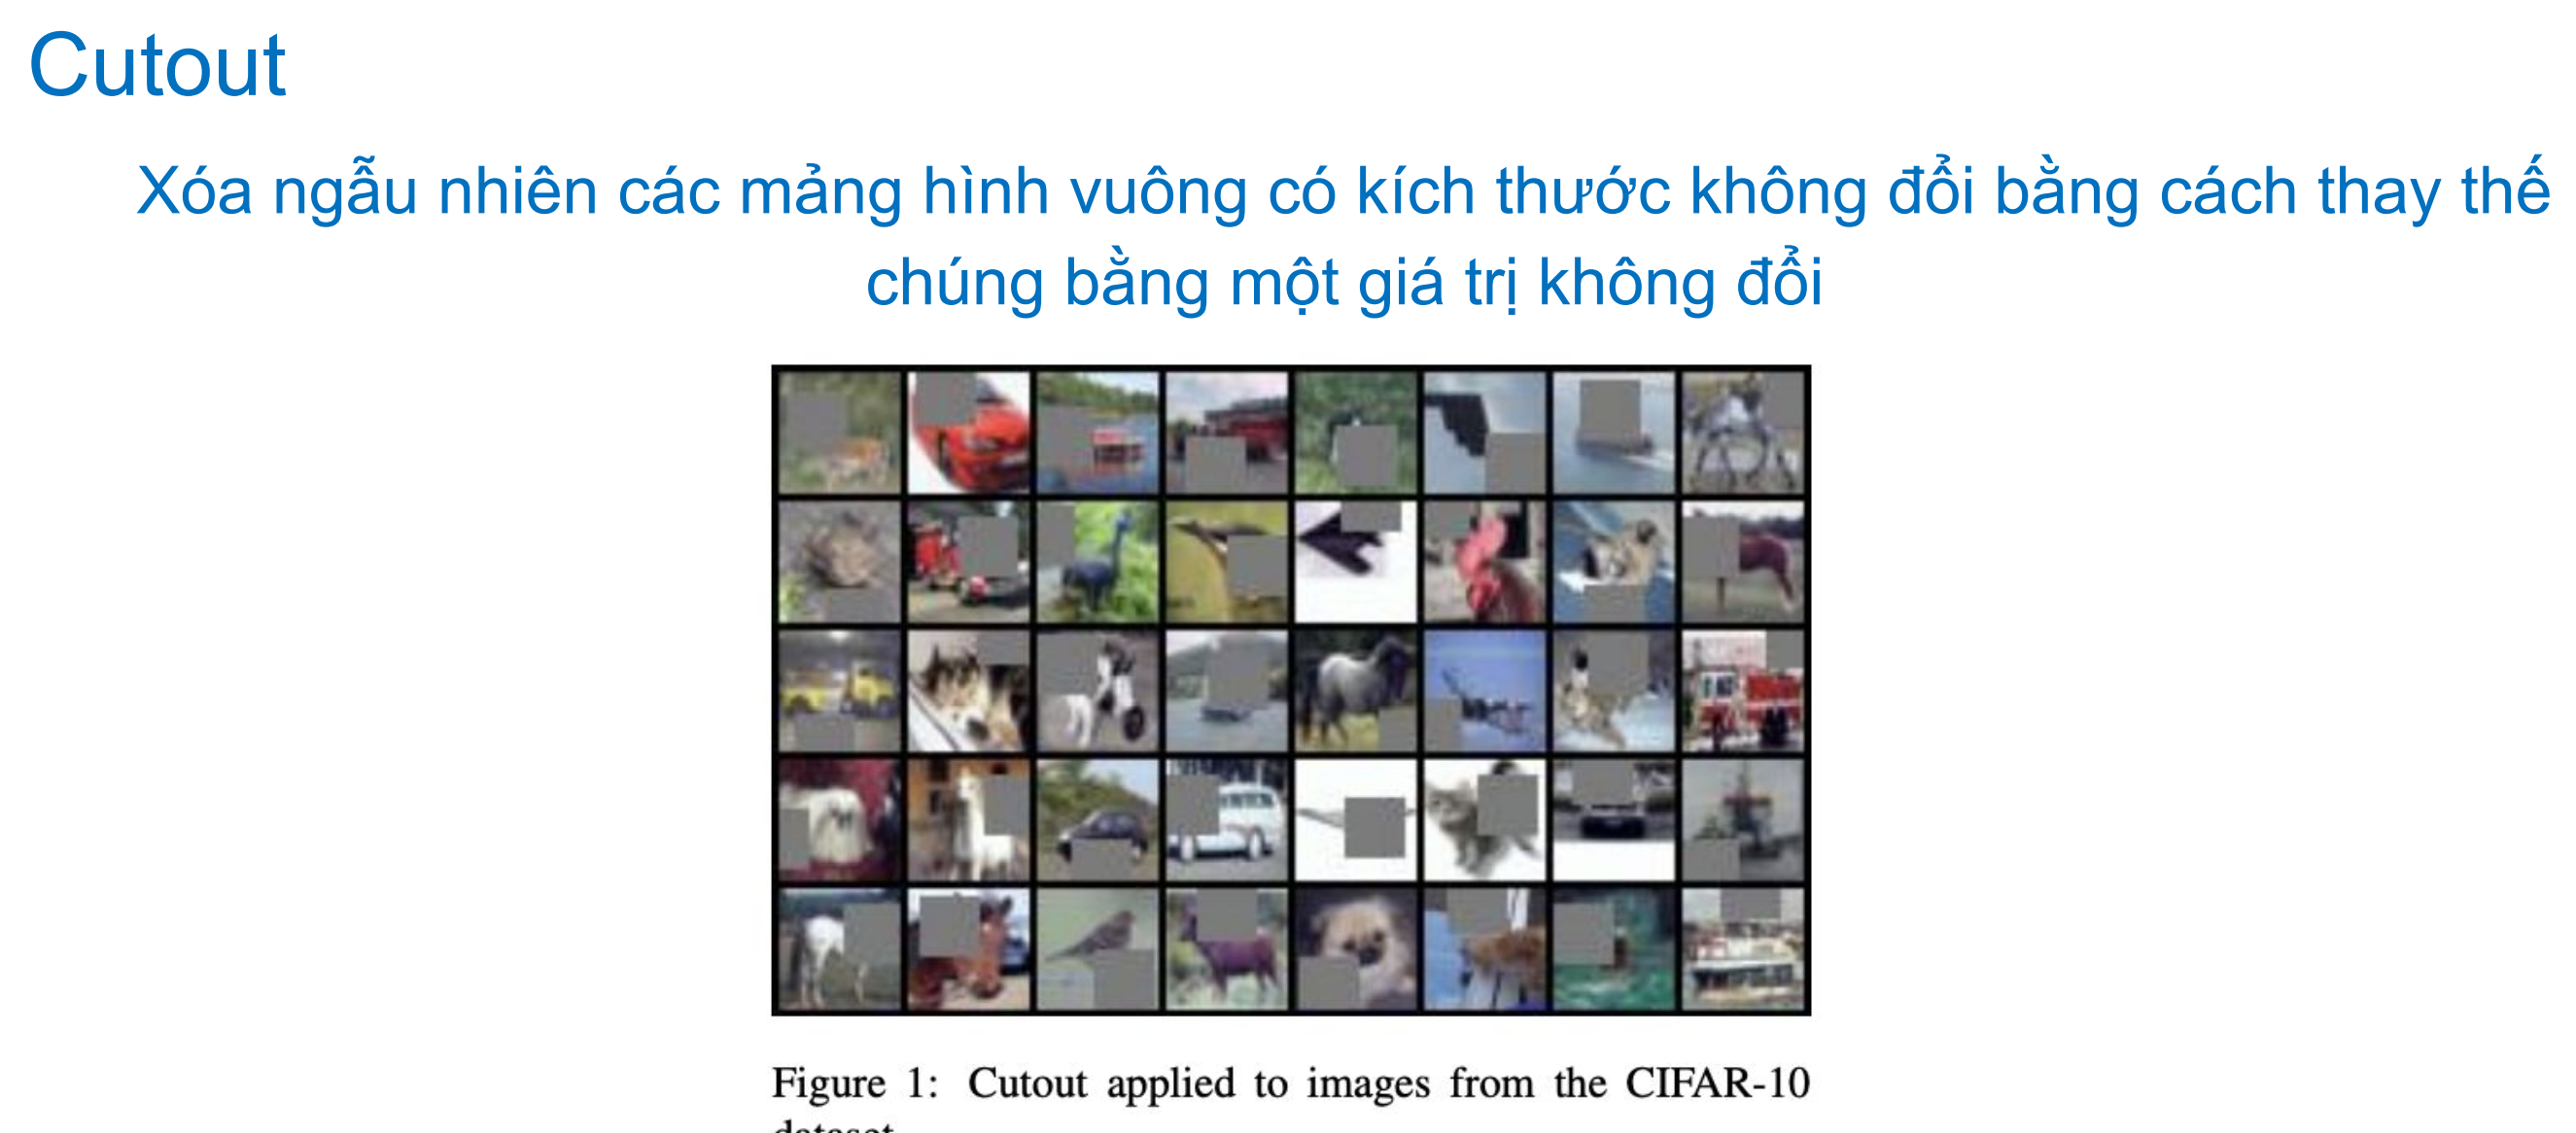 Cutout
Xóa ngẫu nhiên các mảng hình vuông có kích thước không đổi bằng cách thay thế
chúng bằng một giá trị không đổi
Figure 1: Cutout applied to images from the CIFAR-10
dataset